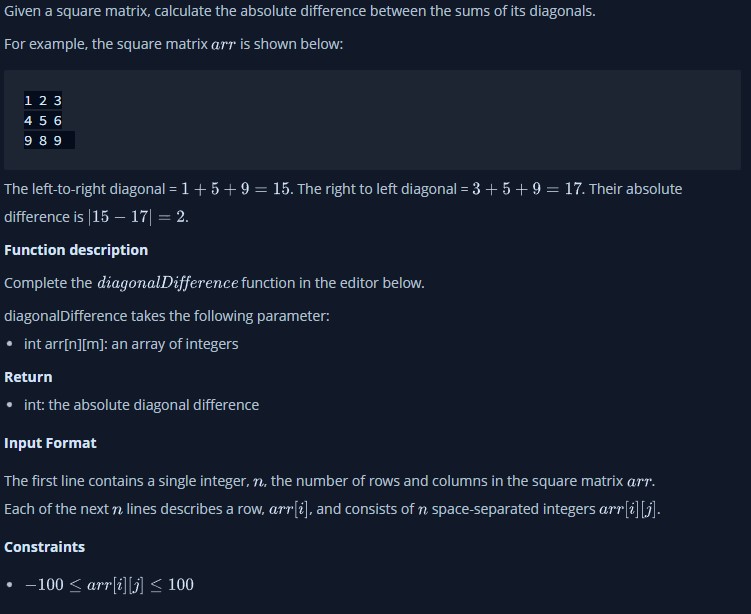 Given a square matrix, calculate the absolute difference between the sums of its diagonals.
For example, the square matrix arr is shown below:
1 2 3
4 5 6
9 8 9
The left-to-right diagonal = 1 + 5 + 9 = 15. The right to left diagonal = 3 + 5 + 9 = 17. Their absolute
difference is |15 − 17| = 2.
Function description
Complete the diagonalDifference function in the editor below.
diagonalDifference takes the following parameter:
• int arr[n][m]: an array of integers
Return
• int: the absolute diagonal difference
Input Format
The first line contains a single integer, n, the number of rows and columns in the square matrix arr.
Each of the next n lines describes a row, arr[i], and consists of n space-separated integers arr[i][j].
Constraints
• −100 ≤ arr[i][j] ≤ 100